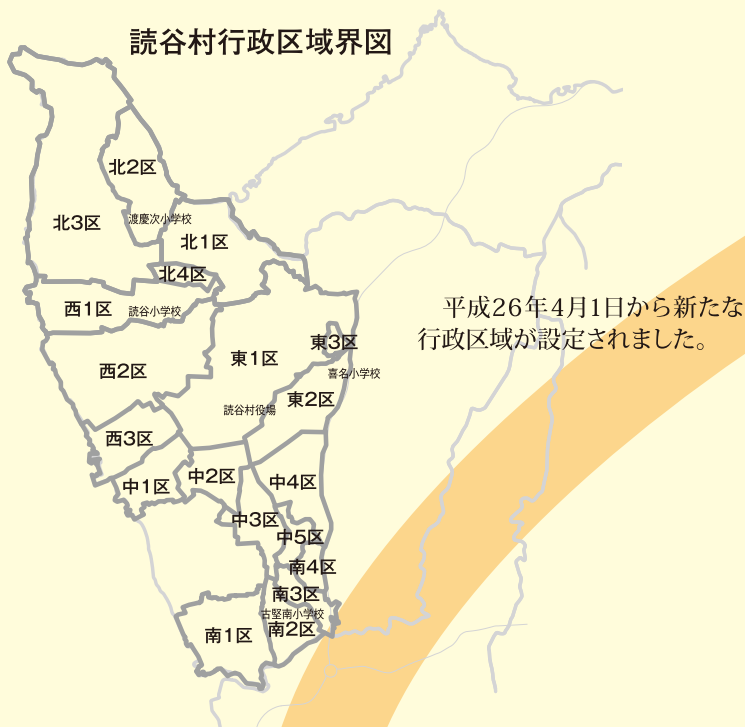 読谷村行政区域界図
北2区
渡慶次小学校
北3区
北1区
北4区
西1区
読谷小学校
平成26年4月1日から新たな
行政区域が設定されました。
東3区
東1区
西2区
喜名小学校
東2区
読谷村役場
西3区
中2区
中4区
中1区
中3区
中5区
南4区
南3区
古堅南小学校
南2区
南1区